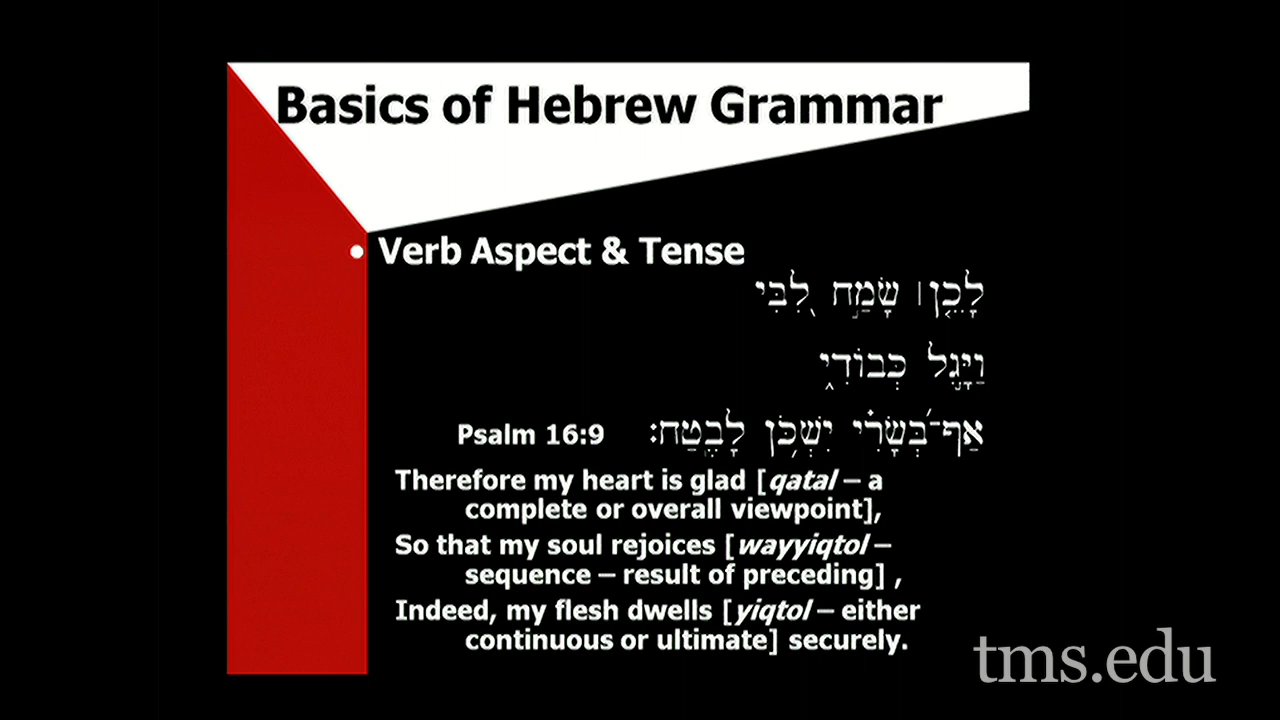 Basics of Hebrew Grammar
• Verb Aspect & Tense
לָכֵ֤ן׀ שָׂמַ֣ח לִ֭בִּי
וַיָּ֣גֶל כְּבוֹדִ֑י
Psalm 16:9 אַף־בְּ֝שָׂרִ֗י יִשְׁכֹּ֥ן לָבֶֽטַח׃
Therefore my heart is glad [qatal – a
complete or overall viewpoint],
So that my soul rejoices [wayyiqtol –
sequence – result of preceding] ,
Indeed, my flesh dwells [yiqtol – either
continuous or ultimate] securely.
tms.edu